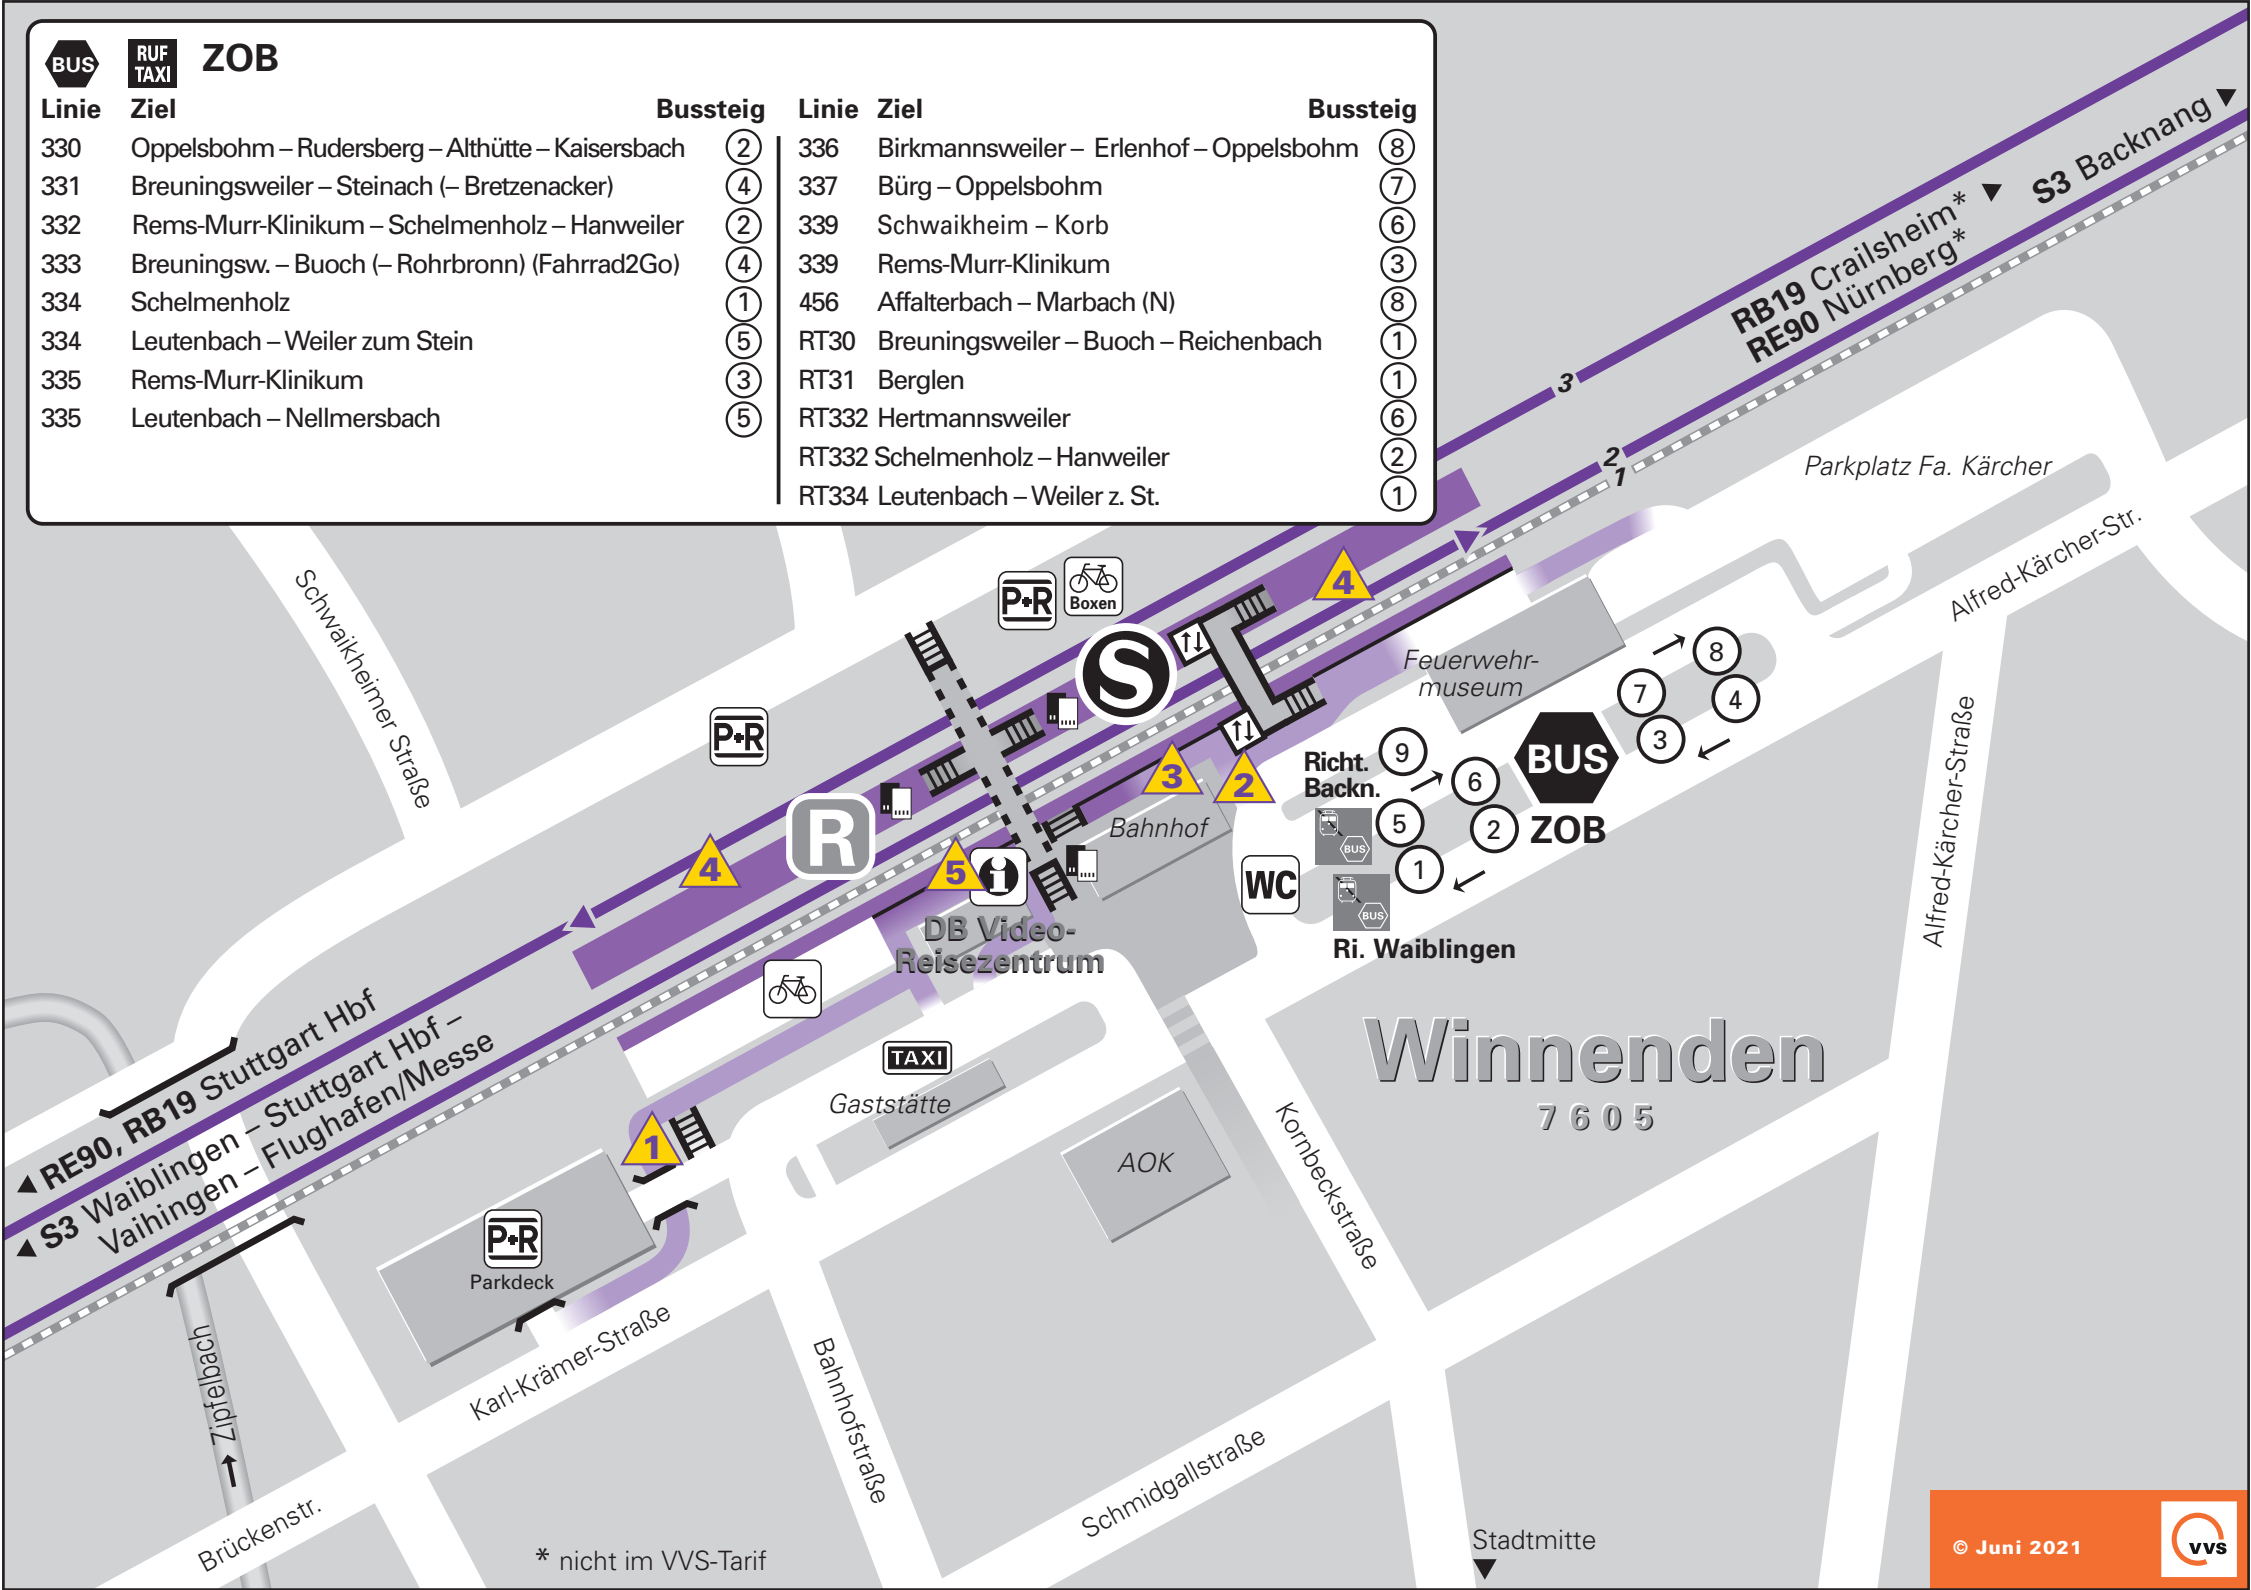 BUS
RUF
TAXI
ZOB
Linie Ziel Bussteig
330 Oppelsbohm – Rudersberg – Althütte – Kaisersbach 2
331 Breuningsweiler – Steinach (– Bretzenacker) 4
332 Rems-Murr-Klinikum – Schelmenholz – Hanweiler 2
333 Breuningsw. – Buoch (– Rohrbronn) (Fahrrad2Go) 4
334 Schelmenholz 1
334 Leutenbach – Weiler zum Stein 5
335 Rems-Murr-Klinikum 3
335 Leutenbach – Nellmersbach 5
Linie Ziel Bussteig
336 Birkmannsweiler – Erlenhof – Oppelsbohm 8
337 Bürg – Oppelsbohm 7
339 Schwaikheim – Korb 6
339 Rems-Murr-Klinikum 3
456 Affalterbach – Marbach (N) 8
RT30 Breuningsweiler – Buoch – Reichenbach 1
RT31 Berglen 1
RT332 Hertmannsweiler 6
RT332 Schelmenholz – Hanweiler 2
RT334 Leutenbach – Weiler z. St. 1
S3 Backnang
RB19 Crailsheim*
RE90 Nürnberg*
3
2
1
Parkplatz Fa. Kärcher
Alfred-Kärcher-Str.
Schwaikheimer Straße
P+R
Boxen
4
S
Feuerwehr-
museum
8
7
4
3
Alfred-Kärcher-Straße
P+R
9
Richt.
Backn.
6
BUS
3
2
5
2
ZOB
BUS
1
Bahnhof
R
4
5
i
WC
BUS
Ri. Waiblingen
DB Video-
Reisezentrum
Winnenden
7605
TAXI
Gaststätte
RE90, RB19 Stuttgart Hbf
S3 Waiblingen – Stuttgart Hbf –
Vaihingen – Flughafen/Messe
1
AOK
Kornbeckstraße
P+R
Parkdeck
Karl-Krämer-Straße
Zipfelbach
Bahnhofstraße
Schmidgallstraße
Brückenstr.
* nicht im VVS-Tarif
Stadtmitte
© Juni 2021
VVS